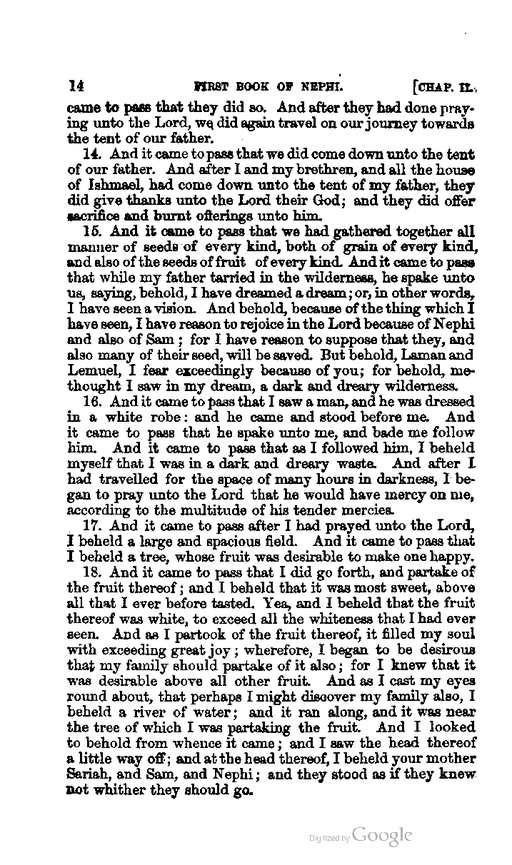 14 FIRST BOOK OF NEPHI. [CHAP. II.
came to pass that they did so. And after they had done pray-
ing unto the Lord, we did again travel on our journey towards
the tent of our father.
14. And it came to pass that we did come down unto the tent
of our father. And after I and my brethren, and all the house
of Ishmael, had come down unto the tent of my father, they
did give thanks unto the Lord their God; and they did offer
sacrifice and burnt offerings unto him.
15. And it came to pass that we had gathered together all
manner of seeds of every kind, both of grain of every kind,
and also of the seeds of fruit of every kind. And it came to pass
that while my father tarried in the wilderness, he spake unto
us, saying, behold, I have dreamed a dream; or, in other words,
I have seen a vision. And behold, because of the thing which I
have seen, I have reason to rejoice in the Lord because of Nephi
and also of Sam; for I have reason to suppose that they, and
also many of their seed, will be saved. But behold, Laman and
Lemuel, I fear exceedingly because of you; for behold, me-
thought I saw in my dream, a dark and dreary wilderness.
16. And it came to pass that I saw a man, and he was dressed
in a white robe: and he came and stood before me. And
it came to pass that he spake unto me, and bade me follow
him. And it came to pass that as I followed him, I beheld
myself that I was in a dark and dreary waste. And after I
had travelled for the space of many hours in darkness, I be-
gan to pray unto the Lord that he would have mercy on me,
according to the multitude of his tender mercies.
17. And it came to pass after I had prayed unto the Lord,
I beheld a large and spacious field. And it came to pass that
I beheld a tree, whose fruit was desirable to make one happy.
18. And it came to pass that I did go forth, and partake of
the fruit thereof; and I beheld that it was most sweet, above
all that I ever before tasted. Yea, and I beheld that the fruit
thereof was white, to exceed all the whiteness that I had ever
seen. And as I partook of the fruit thereof, it filled my soul
with exceeding great joy; wherefore, I began to be desirous
that my family should partake of it also; for I knew that it
was desirable above all other fruit. And as I cast my eyes
round about, that perhaps I might discover my family also, I
beheld a river of water; and it ran along, and it was near
the tree of which I was partaking the fruit. And I looked
to behold from whence it came; and I saw the head thereof
a little way off; and at the head thereof, I beheld your mother
Sariah, and Sam, and Nephi; and they stood as if they knew
not whither they should go.
Digitized by Google